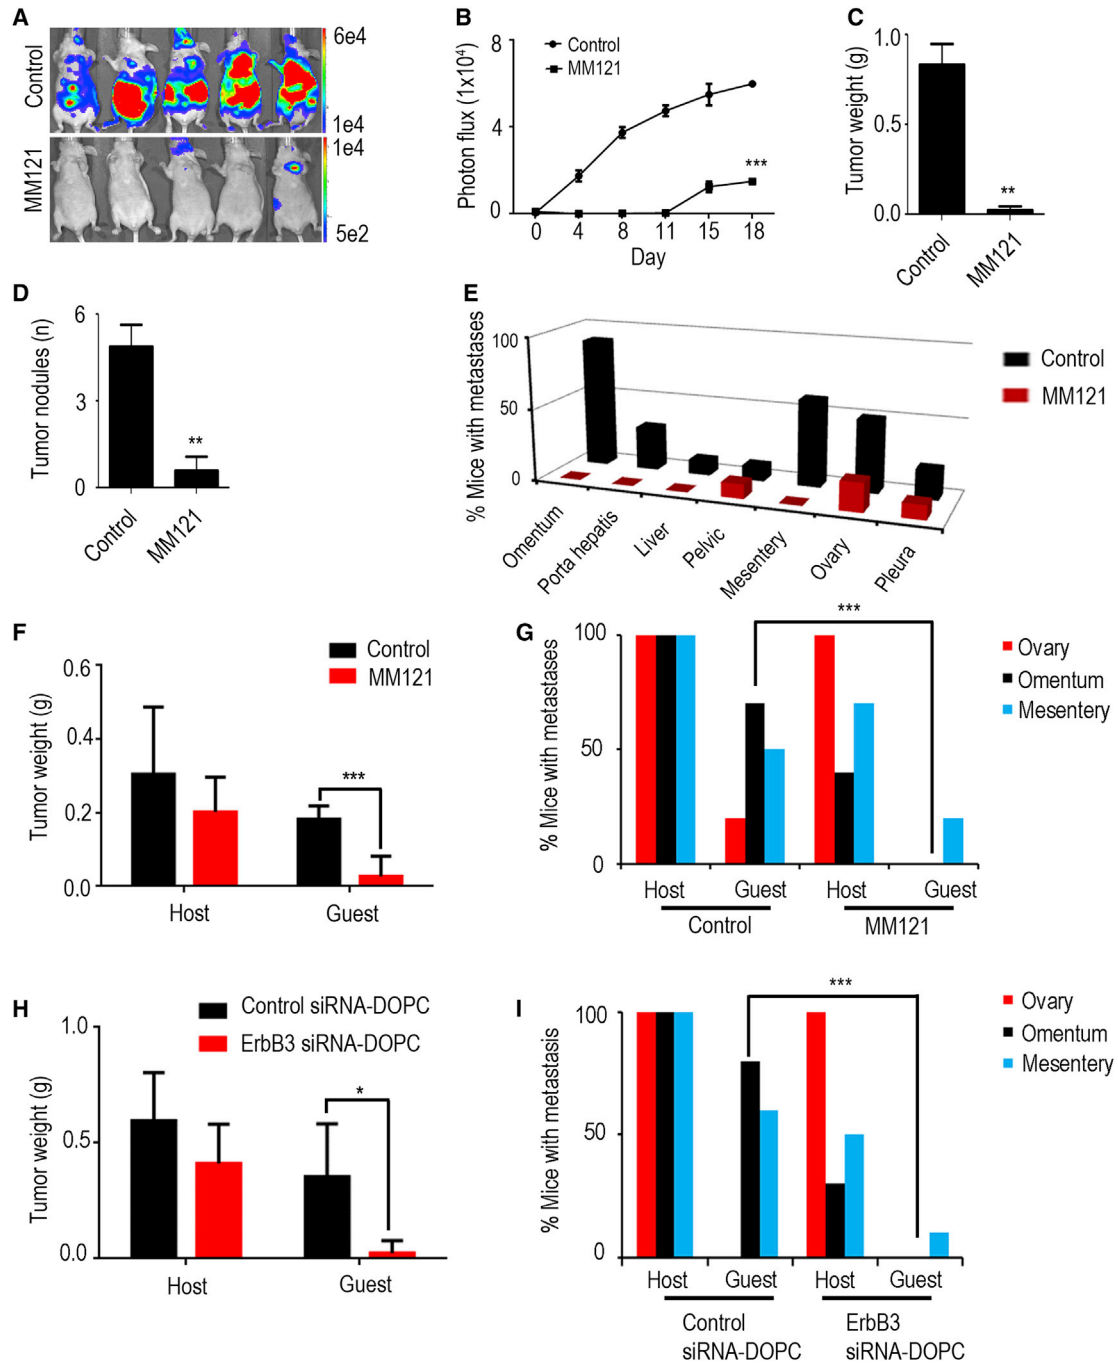 A
Control
MM121
6e4
1e4
1e4
5e2
B
Photon flux (1x10⁴)
8
4
0
Control
MM121
***
0 4 8 11 15 18
Day
C
Tumor weight (g)
1.0
0.5
0.0
**
Control
MM121
D
Tumor nodules (n)
6
3
0
**
Control
MM121
E
% Mice with metastases
100
50
0
Control
MM121
Omentum
Porta hepatis
Liver
Pelvic
Mesentery
Ovary
Pleura
F
Tumor weight (g)
0.6
0.4
0.2
0.0
Control
MM121
***
Host Guest
G
% Mice with metastases
100
50
0
***
Ovary
Omentum
Mesentery
Host Guest Host Guest
Control MM121
H
Tumor weight (g)
1.0
0.5
0.0
Control siRNA-DOPC
ErbB3 siRNA-DOPC
*
Host Guest
I
% Mice with metastasis
100
50
0
***
Ovary
Omentum
Mesentery
Host Guest Host Guest
Control ErbB3
siRNA-DOPC siRNA-DOPC